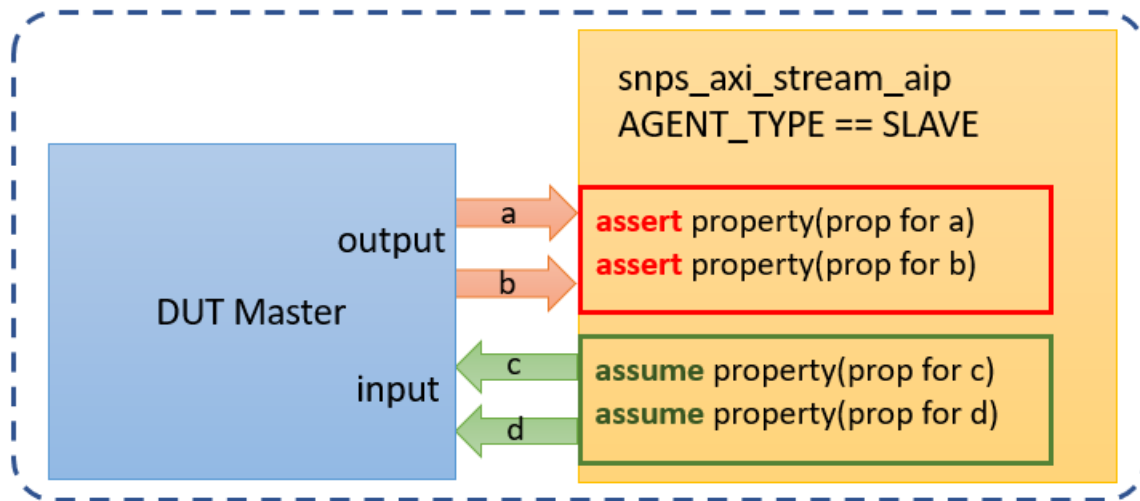 snps_axi_stream_aip
AGENT_TYPE == SLAVE
DUT Master
output
input
a
b
c
d
assert property(prop for a)
assert property(prop for b)
assume property(prop for c)
assume property(prop for d)